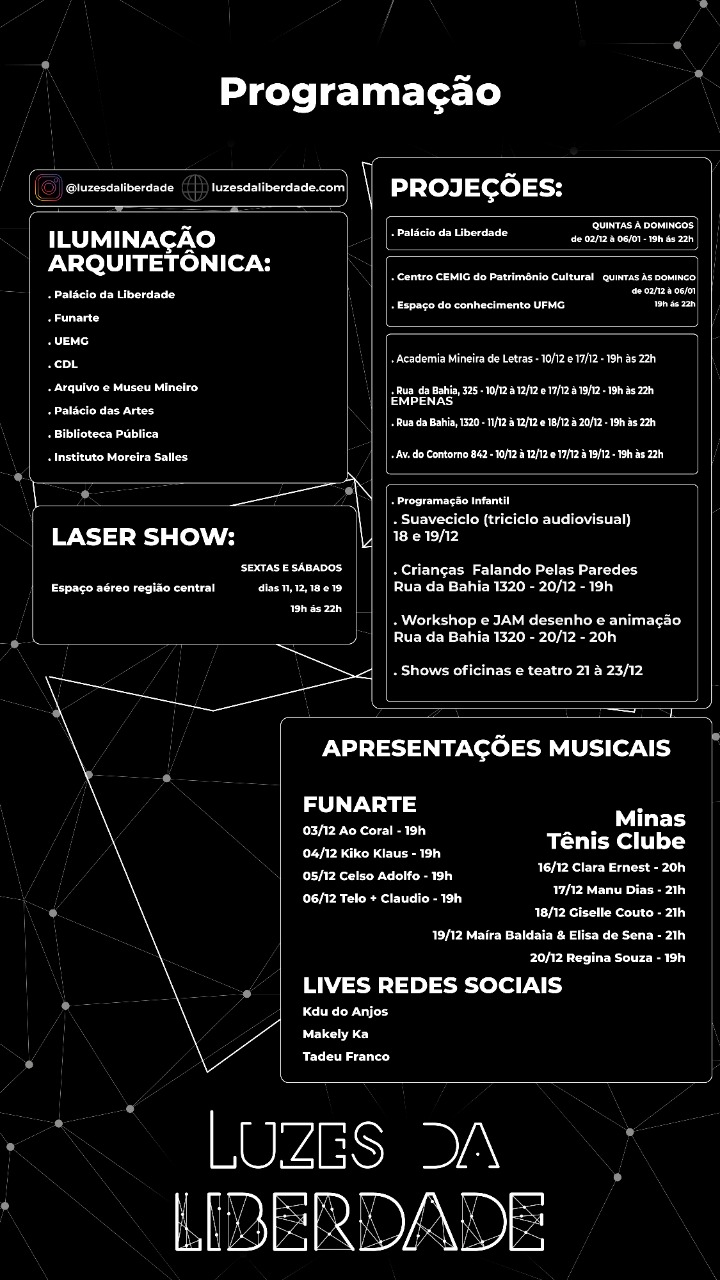 Programação
@luzesdaliberdade luzesdaliberdade.com
ILUMINAÇÃO
ARQUITETÔNICA:
. Palácio da Liberdade
. Funarte
. UEMG
. CDL
. Arquivo e Museu Mineiro
. Palácio das Artes
. Biblioteca Pública
. Instituto Moreira Salles
LASER SHOW:
SEXTAS E SÁBADOS
Espaço aéreo região central dias 11, 12, 18 e 19
19h ás 22h
PROJEÇÕES:
QUINTAS À DOMINGOS
. Palácio da Liberdade
de 02/12 à 06/01 - 19h ás 22h
. Centro CEMIG do Patrimônio Cultural QUINTAS ÀS DOMINGO
de 02/12 à 06/01
. Espaço do conhecimento UFMG 19h ás 22h
. Academia Mineira de Letras - 10/12 e 17/12 - 19h às 22h
. Rua da Bahia, 325 - 10/12 à 12/12 e 17/12 à 19/12 - 19h às 22h
EMPENAS
. Rua da Bahia, 1320 - 11/12 à 12/12 e 18/12 à 20/12 - 19h às 22h
. Av. do Contorno 842 - 10/12 à 12/12 e 17/12 à 19/12 - 19h às 22h
. Programação Infantil
. Suaveciclo (triciclo audiovisual)
18 e 19/12
. Crianças Falando Pelas Paredes
Rua da Bahia 1320 - 20/12 - 19h
. Workshop e JAM desenho e animação
Rua da Bahia 1320 - 20/12 - 20h
. Shows oficinas e teatro 21 à 23/12
APRESENTAÇÕES MUSICAIS
FUNARTE
03/12 Ao Coral - 19h
04/12 Kiko Klaus - 19h
05/12 Celso Adolfo - 19h
06/12 Telo + Claudio - 19h
Minas
Tênis Clube
16/12 Clara Ernest - 20h
17/12 Manu Dias - 21h
18/12 Giselle Couto - 21h
19/12 Maíra Baldaia & Elisa de Sena - 21h
20/12 Regina Souza - 19h
LIVES REDES SOCIAIS
Kdu do Anjos
Makely Ka
Tadeu Franco
LUZES DA
LIBERDADE